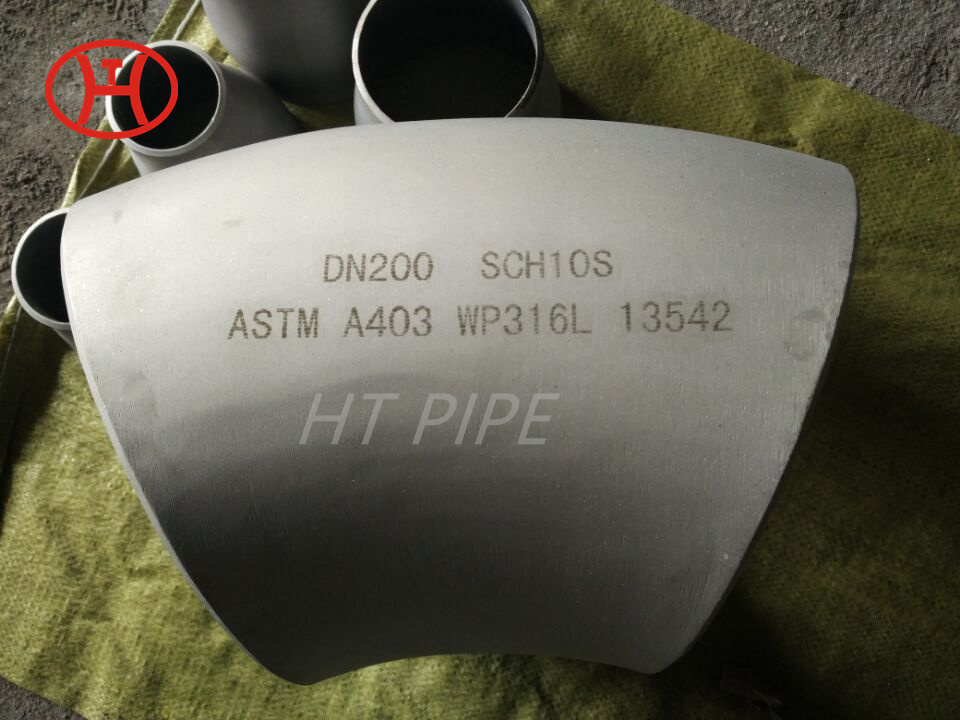 DN200 SCH10S
ASTM A403 WP316L 13542
HT PIPE